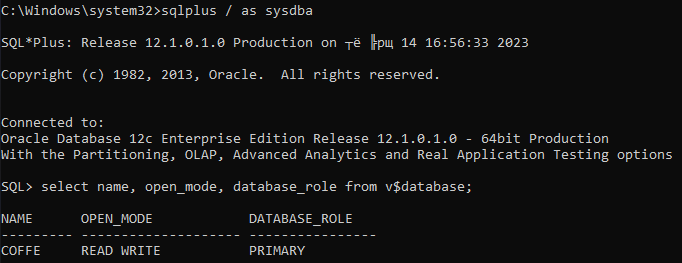 C:\Windows\system32>sqlplus / as sysdba
SQL*Plus: Release 12.1.0.1.0 Production on ┬ё ╠рщ 14 16:56:33 2023
Copyright (c) 1982, 2013, Oracle.  All rights reserved.
Connected to:
Oracle Database 12c Enterprise Edition Release 12.1.0.1.0 - 64bit Production
With the Partitioning, OLAP, Advanced Analytics and Real Application Testing options
SQL> select name, open_mode, database_role from v$database;
NAME      OPEN_MODE            DATABASE_ROLE
--------- -------------------- ----------------
COFFE     READ WRITE           PRIMARY